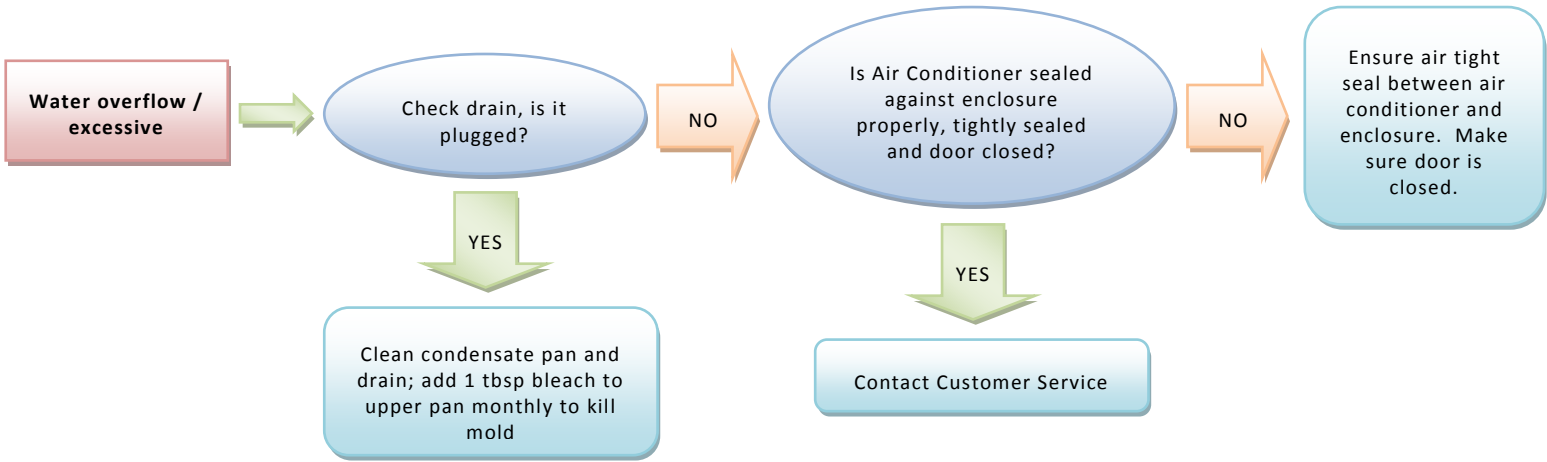 Water overflow /
excessive
Check drain, is it
plugged?
NO
Is Air Conditioner sealed
against enclosure
properly, tightly sealed
and door closed?
NO
Ensure air tight
seal between air
conditioner and
enclosure.  Make
sure door is
closed.
YES
Clean condensate pan and
drain; add 1 tbsp bleach to
upper pan monthly to kill
mold
YES
Contact Customer Service